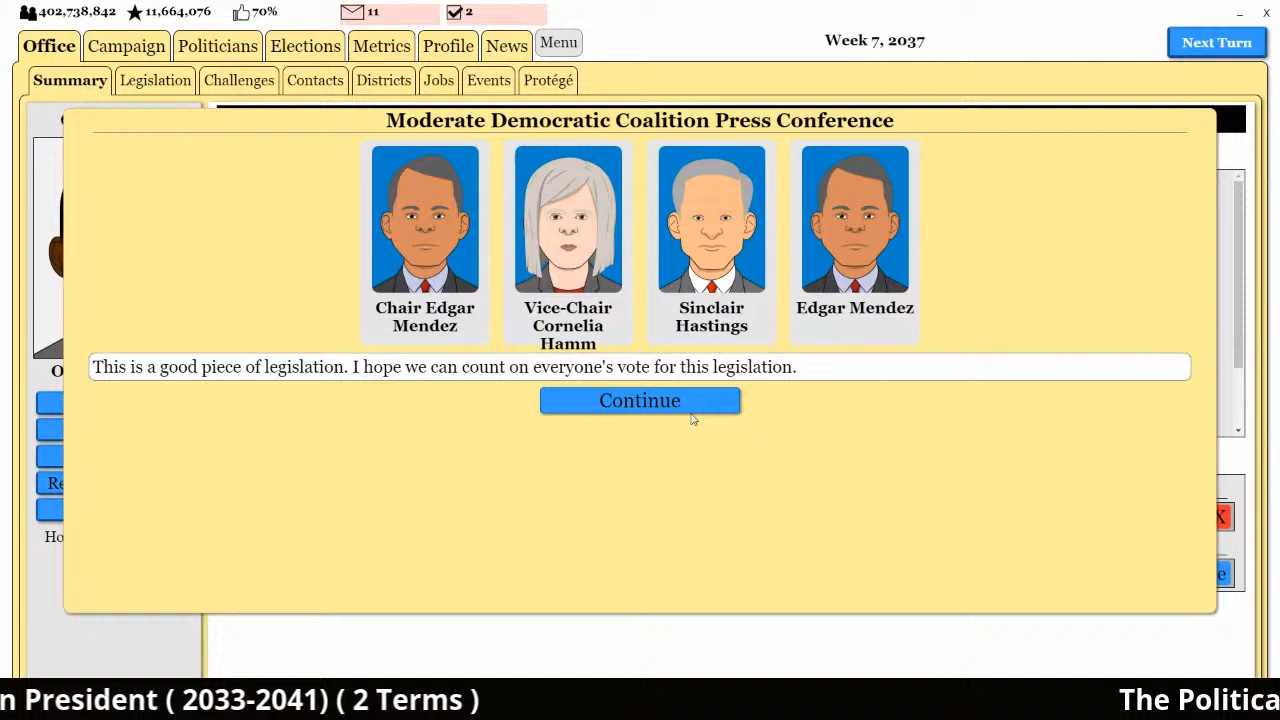 402,738,842 11,664,076 70% 11 2
_ X
Office Campaign Politicians Elections Metrics Profile News Menu Week 7, 2037 Next Turn
Summary Legislation Challenges Contacts Districts Jobs Events Protégé
Moderate Democratic Coalition Press Conference
Chair Edgar
Mendez
Vice-Chair
Cornelia
Hamm
Sinclair
Hastings
Edgar Mendez
This is a good piece of legislation. I hope we can count on everyone's vote for this legislation.
Continue
O
Re
Ho
X
e
n President ( 2033-2041) ( 2 Terms ) The Politica